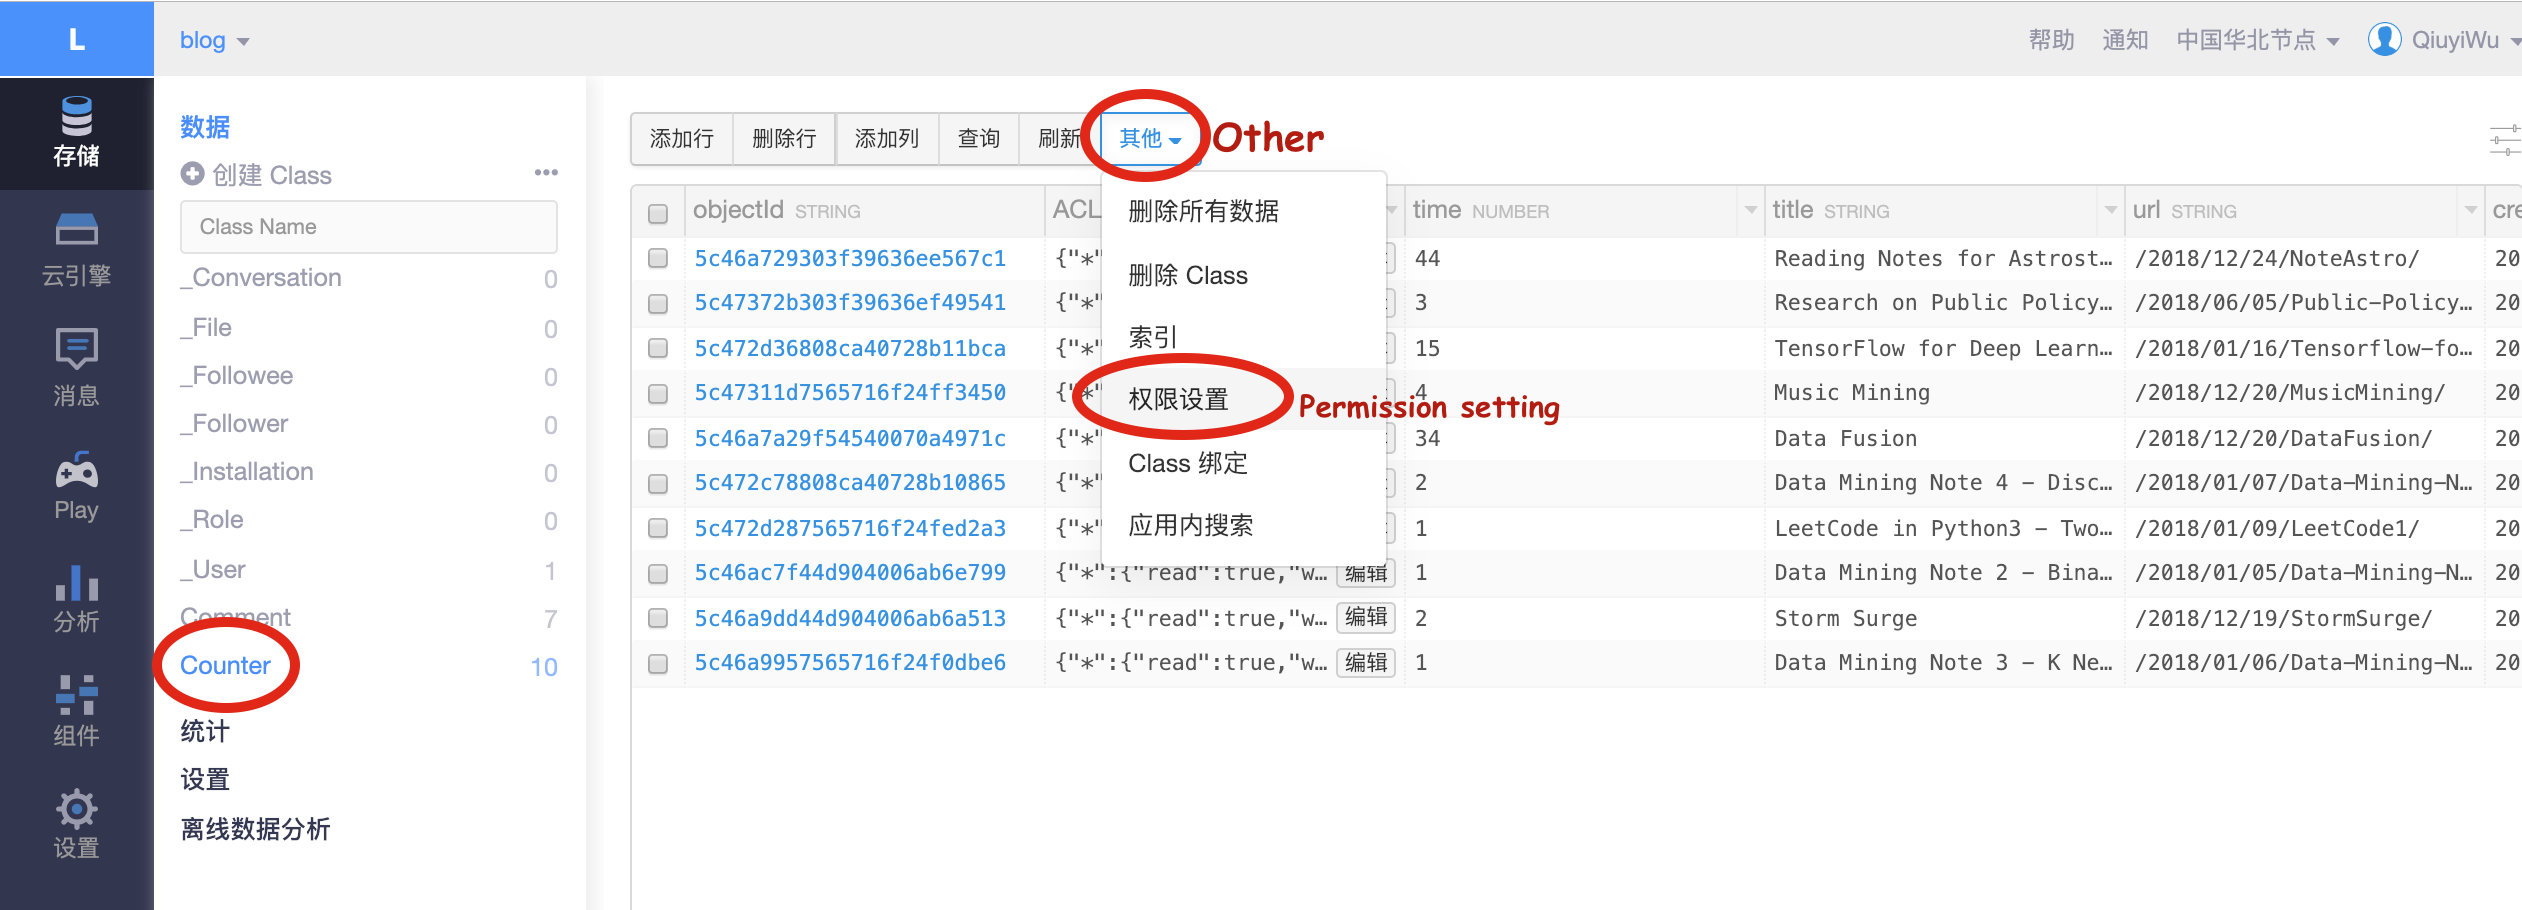 L
blog
帮助 通知 中国华北节点 QiuyiWu
存储
云引擎
消息
Play
分析
组件
设置
数据
创建 Class
Class Name
_Conversation 0
_File 0
_Followee 0
_Follower 0
_Installation 0
_Role 0
_User 1
Comment 7
Counter 10
统计
设置
离线数据分析
添加行 删除行 添加列 查询 刷新 其他 Other
删除所有数据
删除 Class
索引
权限设置 Permission setting
Class 绑定
应用内搜索
objectId STRING ACL time NUMBER title STRING url STRING cre
5c46a729303f39636ee567c1 {"*" 44 Reading Notes for Astrost… /2018/12/24/NoteAstro/ 20
5c47372b303f39636ef49541 {"*" 3 Research on Public Policy… /2018/06/05/Public-Policy… 20
5c472d36808ca40728b11bca {"*" 15 TensorFlow for Deep Learn… /2018/01/16/Tensorflow-fo… 20
5c47311d7565716f24ff3450 {"*" 4 Music Mining /2018/12/20/MusicMining/ 20
5c46a7a29f54540070a4971c {"*" 34 Data Fusion /2018/12/20/DataFusion/ 20
5c472c78808ca40728b10865 {"*" 2 Data Mining Note 4 - Disc… /2018/01/07/Data-Mining-N… 20
5c472d287565716f24fed2a3 {"*" 1 LeetCode in Python3 - Two… /2018/01/09/LeetCode1/ 20
5c46ac7f44d904006ab6e799 {"*":{"read":true,"w… 编辑 1 Data Mining Note 2 - Bina… /2018/01/05/Data-Mining-N… 20
5c46a9dd44d904006ab6a513 {"*":{"read":true,"w… 编辑 2 Storm Surge /2018/12/19/StormSurge/ 20
5c46a9957565716f24f0dbe6 {"*":{"read":true,"w… 编辑 1 Data Mining Note 3 - K Ne… /2018/01/06/Data-Mining-N… 20